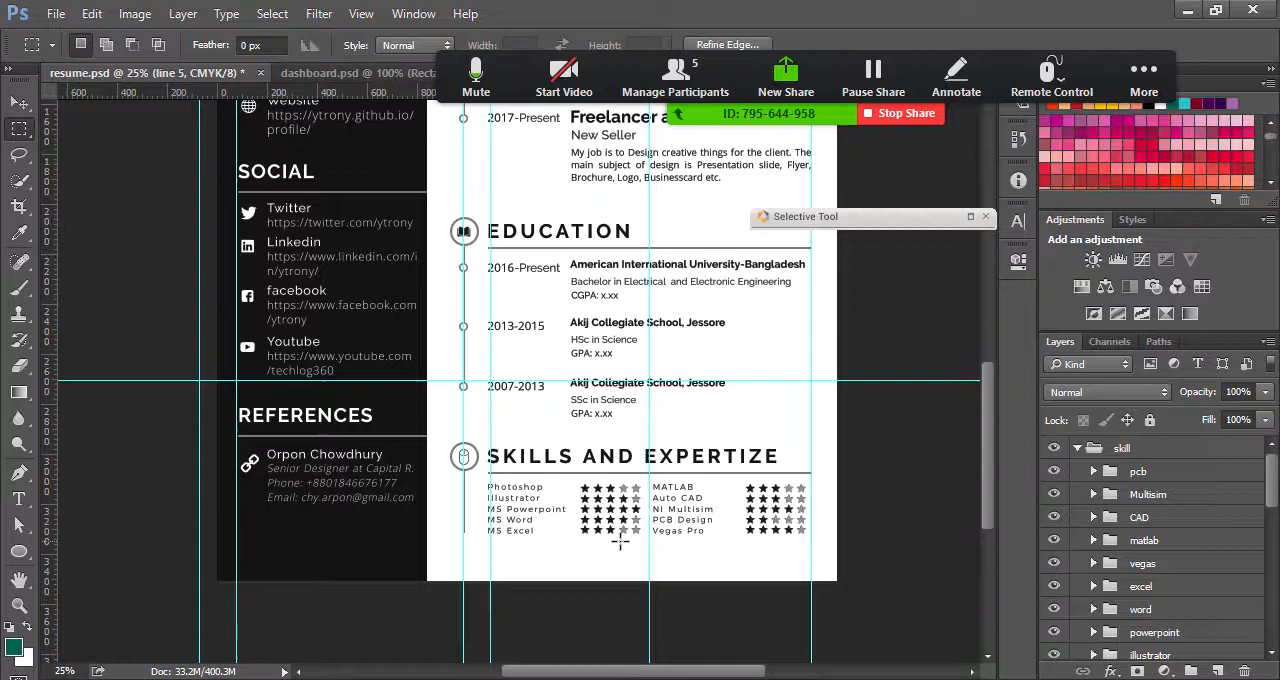 Ps File Edit Image Layer Type Select Filter View Window Help
Feather: 0 px Style: Normal Width: Height: Refine Edge...
Mute Start Video Manage Participants 5 New Share Pause Share Annotate Remote Control More
ID: 795-644-958 Stop Share
resume.psd @ 25% (line 5, CMYK/8) * × dashboard.psd @ 100% (Recta
website
https://ytrony.github.io/
profile/
SOCIAL
Twitter
https://twitter.com/ytrony
Linkedin
https://www.linkedin.com/i
n/ytrony/
facebook
https://www.facebook.com
/ytrony
Youtube
https://www.youtube.com
/techlog360
REFERENCES
Orpon Chowdhury
Senior Designer at Capital R.
Phone: +8801846676177
Email: chy.arpon@gmail.com
2017-Present Freelancer a
New Seller
My job is to Design creative things for the client. The
main subject of design is Presentation slide, Flyer,
Brochure, Logo, Businesscard etc.
Selective Tool
EDUCATION
2016-Present American International University-Bangladesh
Bachelor in Electrical and Electronic Engineering
CGPA: x.xx
2013-2015 Akij Collegiate School, Jessore
HSc in Science
GPA: x.xx
2007-2013 Akij Collegiate School, Jessore
SSc in Science
GPA: x.xx
SKILLS AND EXPERTIZE
Photoshop MATLAB
Illustrator Auto CAD
MS Powerpoint NI Multisim
MS Word PCB Design
MS Excel Vegas Pro
Adjustments Styles
Add an adjustment
Layers Channels Paths
Kind
Normal Opacity: 100%
Lock: Fill: 100%
skill
pcb
Multisim
CAD
matlab
vegas
excel
word
powerpoint
illustrator
25% Doc: 33.2M/400.3M